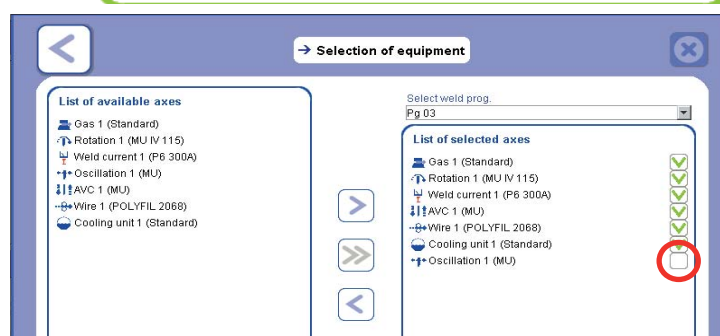 → Selection of equipment
List of available axes
Gas 1 (Standard)
Rotation 1 (MU IV 115)
Weld current 1 (P6 300A)
Oscillation 1 (MU)
AVC 1 (MU)
Wire 1 (POLYFIL 2068)
Cooling unit 1 (Standard)
Select weld prog.
Pg 03
List of selected axes
Gas 1 (Standard)
Rotation 1 (MU IV 115)
Weld current 1 (P6 300A)
AVC 1 (MU)
Wire 1 (POLYFIL 2068)
Cooling unit 1 (Standard)
Oscillation 1 (MU)